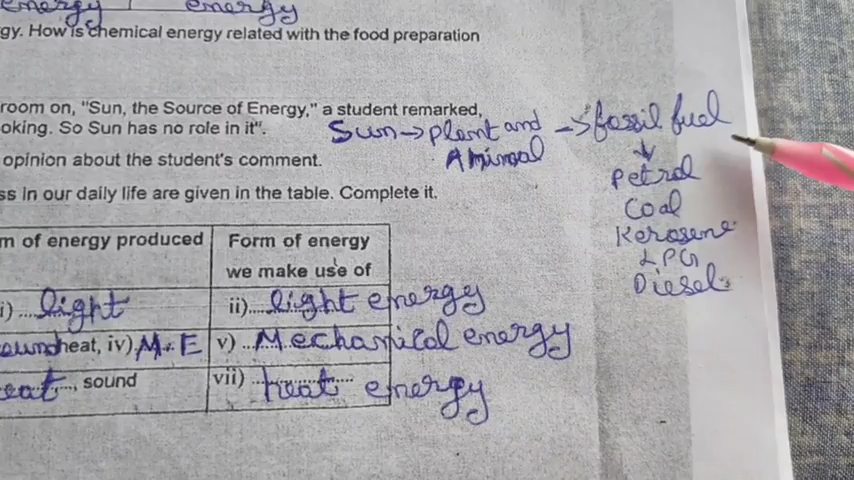 energy energy
gy. How is chemical energy related with the food preparation
room on, "Sun, the Source of Energy," a student remarked,
oking. So Sun has no role in it".
Sun → plant and → fossil fuel
Animal
opinion about the student's comment.
Petrol
Coal
Kerosene
LPG
Diesel
ss in our daily life are given in the table. Complete it.
m of energy produced Form of energy
we make use of
i) light ii) light energy
sound heat, iv) M.E v) Mechanical energy
eat, sound vii) heat energy